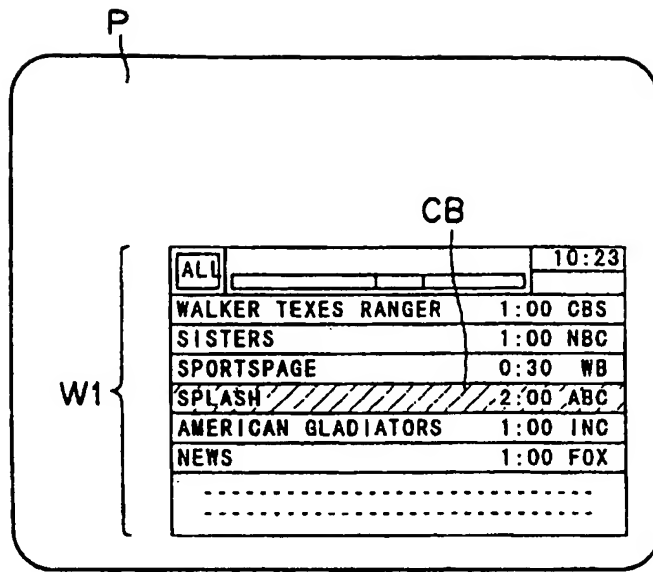 P
CB
W1
ALL 10:23
WALKER TEXES RANGER 1:00 CBS
SISTERS 1:00 NBC
SPORTSPAGE 0:30 WB
SPLASH 2:00 ABC
AMERICAN GLADIATORS 1:00 INC
NEWS 1:00 FOX